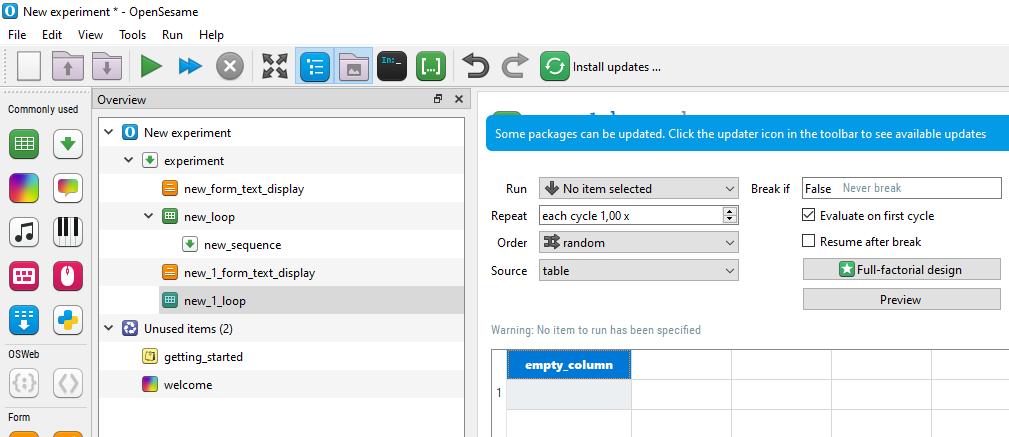 New experiment * - OpenSesame
File Edit View Tools Run Help
In:_
Install updates ...
Commonly used
OSWeb
Form
Overview
New experiment
experiment
new_form_text_display
new_loop
new_sequence
new_1_form_text_display
new_1_loop
Unused items (2)
getting_started
welcome
Some packages can be updated. Click the updater icon in the toolbar to see available updates
Run No item selected Break if False Never break
Repeat each cycle 1,00 x Evaluate on first cycle
Order random Resume after break
Source table Full-factorial design
Preview
Warning: No item to run has been specified
empty_column
1